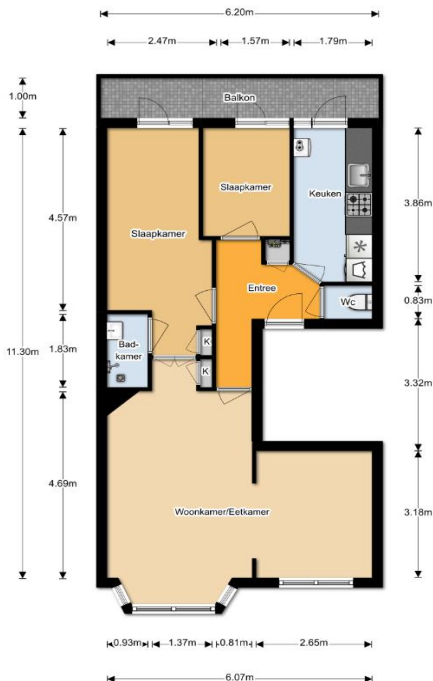 6.20m
2.47m
1.57m
1.79m
1.00m
Balkon
4.57m
Slaapkamer
Slaapkamer
Keuken
3.86m
Entree
Wc
0.83m
11.30m
1.83m
Bad-
kamer
K
K
3.32m
4.69m
Woonkamer/Eetkamer
3.18m
0.93m
1.37m
0.81m
2.65m
6.07m